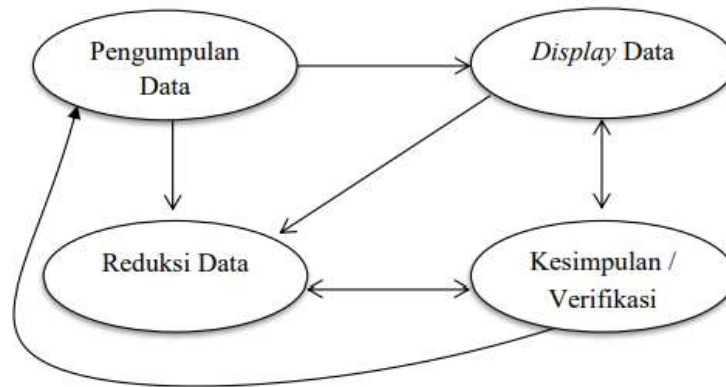 Pengumpulan
Data
Display Data
Reduksi Data
Kesimpulan /
Verifikasi